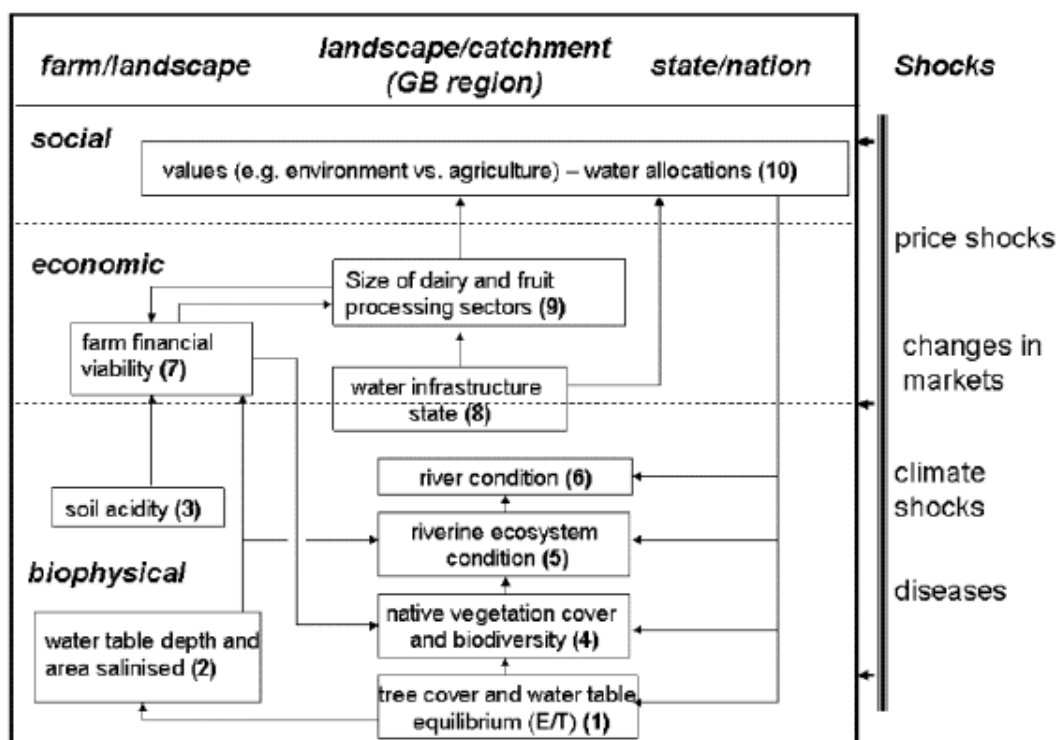 farm/landscape
landscape/catchment
(GB region)
state/nation
Shocks
social
values (e.g. environment vs. agriculture) – water allocations (10)
price shocks
economic
Size of dairy and fruit
processing sectors (9)
farm financial
viability (7)
changes in
markets
water infrastructure
state (8)
river condition (6)
climate
shocks
soil acidity (3)
riverine ecosystem
condition (5)
biophysical
diseases
native vegetation cover
and biodiversity (4)
water table depth and
area salinised (2)
tree cover and water table
equilibrium (E/T) (1)